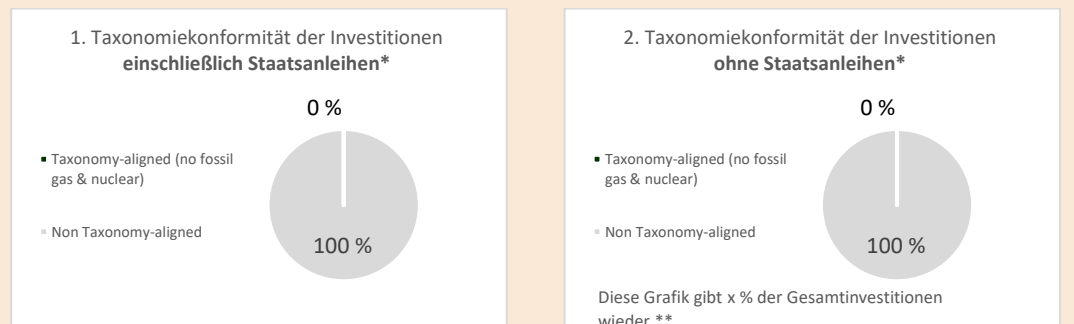 1. Taxonomiekonformität der Investitionen
einschließlich Staatsanleihen*
0 %
Taxonomy-aligned (no fossil
gas & nuclear)
Non Taxonomy-aligned
100 %
2. Taxonomiekonformität der Investitionen
ohne Staatsanleihen*
0 %
Taxonomy-aligned (no fossil
gas & nuclear)
Non Taxonomy-aligned
100 %
Diese Grafik gibt x % der Gesamtinvestitionen
wieder.**